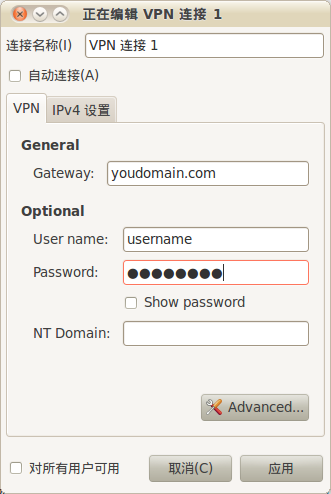 正在编辑 VPN 连接 1
连接名称(I) VPN 连接 1
自动连接(A)
VPN IPv4 设置
General
Gateway: youdomain.com
Optional
User name: username
Password: ●●●●●●●●
Show password
NT Domain:
Advanced...
对所有用户可用 取消(C) 应用